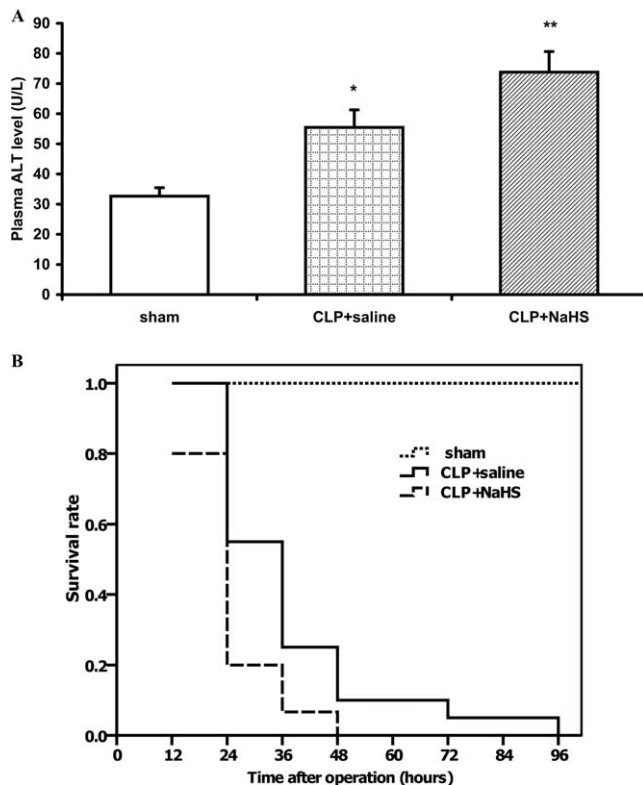 A
Plasma ALT level (U/L)
90
80
70
60
50
40
30
20
10
0
*
**
sham
CLP+saline
CLP+NaHS
B
Survival rate
1.0
0.8
0.6
0.4
0.2
0.0
sham
CLP+saline
CLP+NaHS
0 12 24 36 48 60 72 84 96
Time after operation (hours)